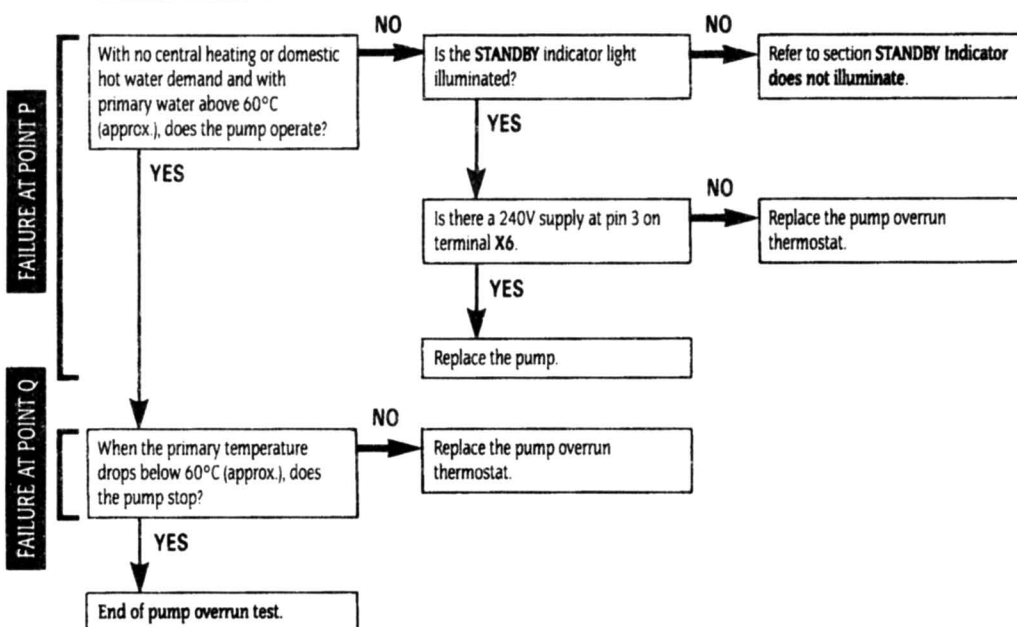 FAILURE AT POINT P
With no central heating or domestic
hot water demand and with
primary water above 60°C
(approx.), does the pump operate?
NO
Is the STANDBY indicator light
illuminated?
NO
Refer to section STANDBY Indicator
does not illuminate.
YES
YES
Is there a 240V supply at pin 3 on
terminal X6.
NO
Replace the pump overrun
thermostat.
YES
Replace the pump.
FAILURE AT POINT Q
When the primary temperature
drops below 60°C (approx.), does
the pump stop?
NO
Replace the pump overrun
thermostat.
YES
End of pump overrun test.